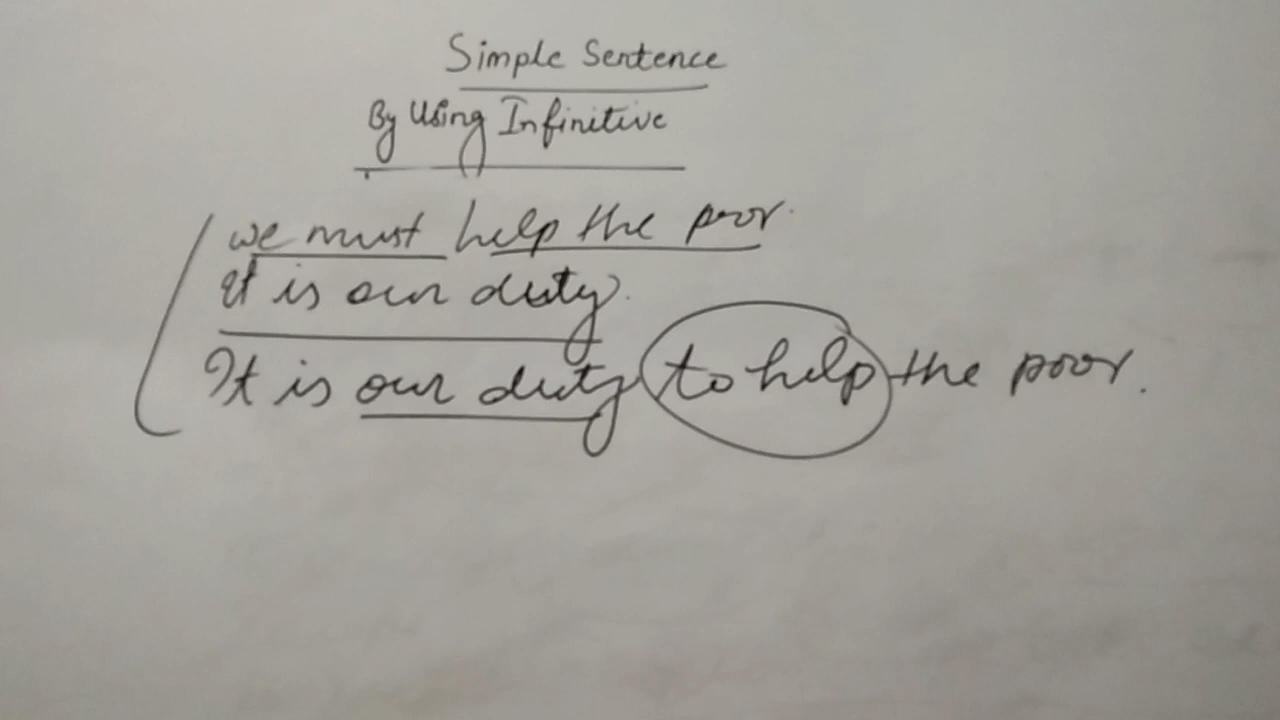 Simple Sentence
By Using Infinitive
we must help the poor.
It is our duty.
It is our duty to help the poor.